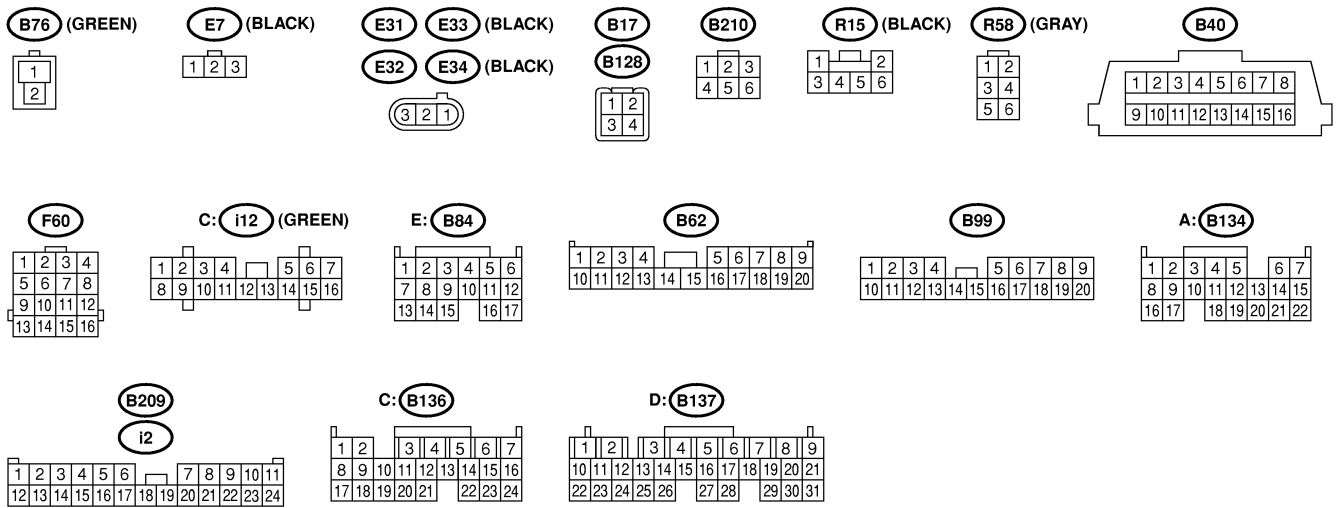 B76 (GREEN) E7 (BLACK) E31 E33 (BLACK) B17 B210 R15 (BLACK) R58 (GRAY) B40
E32 E34 (BLACK) B128
1
2
1 2 3
3 2 1
1 2
3 4
1 2 3
4 5 6
1 2
3 4 5 6
1 2
3 4
5 6
1 2 3 4 5 6 7 8
9 10 11 12 13 14 15 16
F60 C: i12 (GREEN) E: B84 B62 B99 A: B134
1 2 3 4
5 6 7 8
9 10 11 12
13 14 15 16
1 2 3 4 5 6 7
8 9 10 11 12 13 14 15 16
1 2 3 4 5 6
7 8 9 10 11 12
13 14 15 16 17
1 2 3 4 5 6 7 8 9
10 11 12 13 14 15 16 17 18 19 20
1 2 3 4 5 6 7 8 9
10 11 12 13 14 15 16 17 18 19 20
1 2 3 4 5 6 7
8 9 10 11 12 13 14 15
16 17 18 19 20 21 22
B209 C: B136 D: B137
i2
1 2 3 4 5 6 7 8 9 10 11
12 13 14 15 16 17 18 19 20 21 22 23 24
1 2 3 4 5 6 7
8 9 10 11 12 13 14 15 16
17 18 19 20 21 22 23 24
1 2 3 4 5 6 7 8 9
10 11 12 13 14 15 16 17 18 19 20 21
22 23 24 25 26 27 28 29 30 31